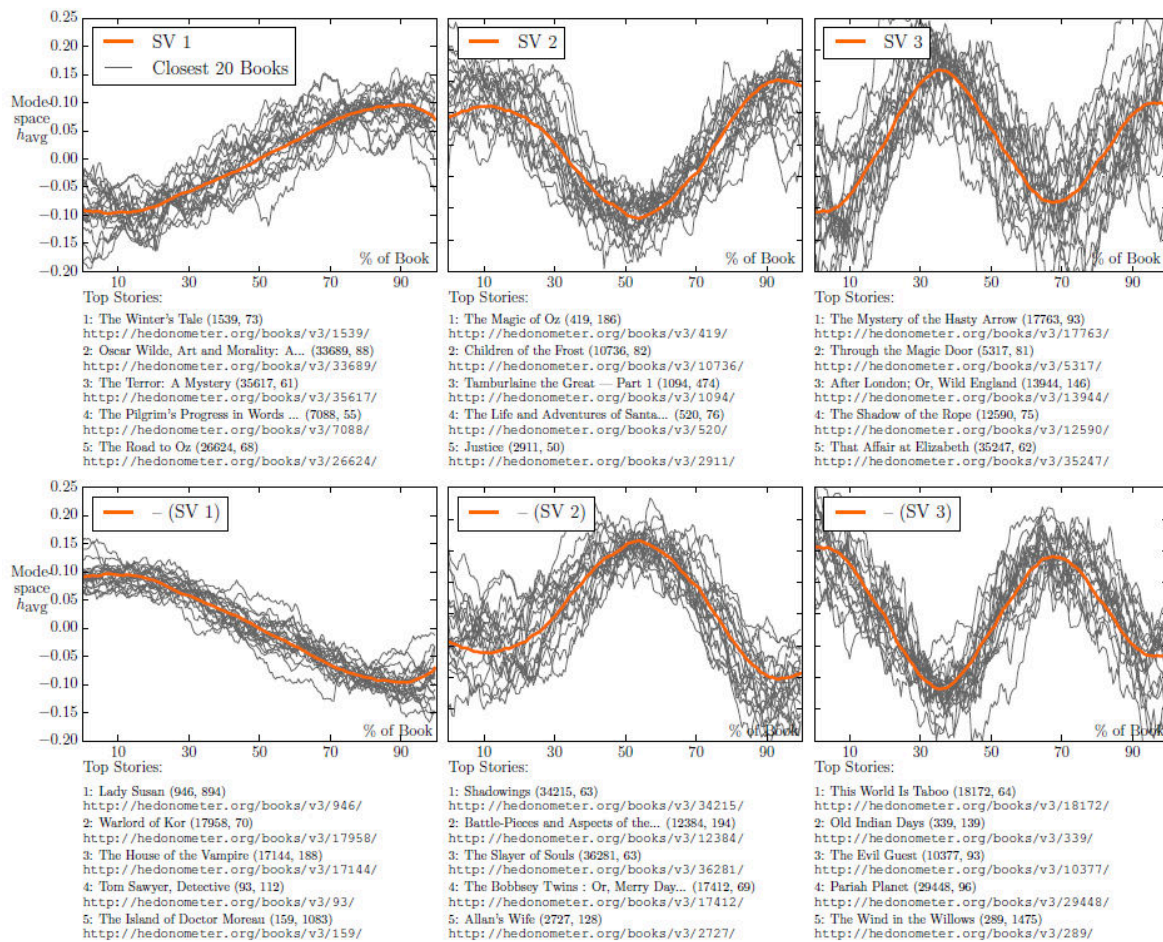 0.25
0.20
0.15
0.10
0.05
0.00
−0.05
−0.10
−0.15
−0.20
Mode-
space
havg
SV 1
Closest 20 Books
% of Book
10 30 50 70 90
SV 2
% of Book
10 30 50 70 90
SV 3
% of Book
10 30 50 70 90
Top Stories:
1: The Winter's Tale (1539, 73)
http://hedonometer.org/books/v3/1539/
2: Oscar Wilde, Art and Morality: A... (33689, 88)
http://hedonometer.org/books/v3/33689/
3: The Terror: A Mystery (35617, 61)
http://hedonometer.org/books/v3/35617/
4: The Pilgrim's Progress in Words ... (7088, 55)
http://hedonometer.org/books/v3/7088/
5: The Road to Oz (26624, 68)
http://hedonometer.org/books/v3/26624/
Top Stories:
1: The Magic of Oz (419, 186)
http://hedonometer.org/books/v3/419/
2: Children of the Frost (10736, 82)
http://hedonometer.org/books/v3/10736/
3: Tamburlaine the Great — Part 1 (1094, 474)
http://hedonometer.org/books/v3/1094/
4: The Life and Adventures of Santa... (520, 76)
http://hedonometer.org/books/v3/520/
5: Justice (2911, 50)
http://hedonometer.org/books/v3/2911/
Top Stories:
1: The Mystery of the Hasty Arrow (17763, 93)
http://hedonometer.org/books/v3/17763/
2: Through the Magic Door (5317, 81)
http://hedonometer.org/books/v3/5317/
3: After London; Or, Wild England (13944, 146)
http://hedonometer.org/books/v3/13944/
4: The Shadow of the Rope (12590, 75)
http://hedonometer.org/books/v3/12590/
5: That Affair at Elizabeth (35247, 62)
http://hedonometer.org/books/v3/35247/
0.25
0.20
0.15
0.10
0.05
0.00
−0.05
−0.10
−0.15
−0.20
Mode-
space
havg
– (SV 1)
% of Book
10 30 50 70 90
– (SV 2)
% of Book
10 30 50 70 90
– (SV 3)
% of Book
10 30 50 70 90
Top Stories:
1: Lady Susan (946, 894)
http://hedonometer.org/books/v3/946/
2: Warlord of Kor (17958, 70)
http://hedonometer.org/books/v3/17958/
3: The House of the Vampire (17144, 188)
http://hedonometer.org/books/v3/17144/
4: Tom Sawyer, Detective (93, 112)
http://hedonometer.org/books/v3/93/
5: The Island of Doctor Moreau (159, 1083)
http://hedonometer.org/books/v3/159/
Top Stories:
1: Shadowings (34215, 63)
http://hedonometer.org/books/v3/34215/
2: Battle-Pieces and Aspects of the... (12384, 194)
http://hedonometer.org/books/v3/12384/
3: The Slayer of Souls (36281, 63)
http://hedonometer.org/books/v3/36281/
4: The Bobbsey Twins : Or, Merry Day... (17412, 69)
http://hedonometer.org/books/v3/17412/
5: Allan's Wife (2727, 128)
http://hedonometer.org/books/v3/2727/
Top Stories:
1: This World Is Taboo (18172, 64)
http://hedonometer.org/books/v3/18172/
2: Old Indian Days (339, 139)
http://hedonometer.org/books/v3/339/
3: The Evil Guest (10377, 93)
http://hedonometer.org/books/v3/10377/
4: Pariah Planet (29448, 96)
http://hedonometer.org/books/v3/29448/
5: The Wind in the Willows (289, 1475)
http://hedonometer.org/books/v3/289/